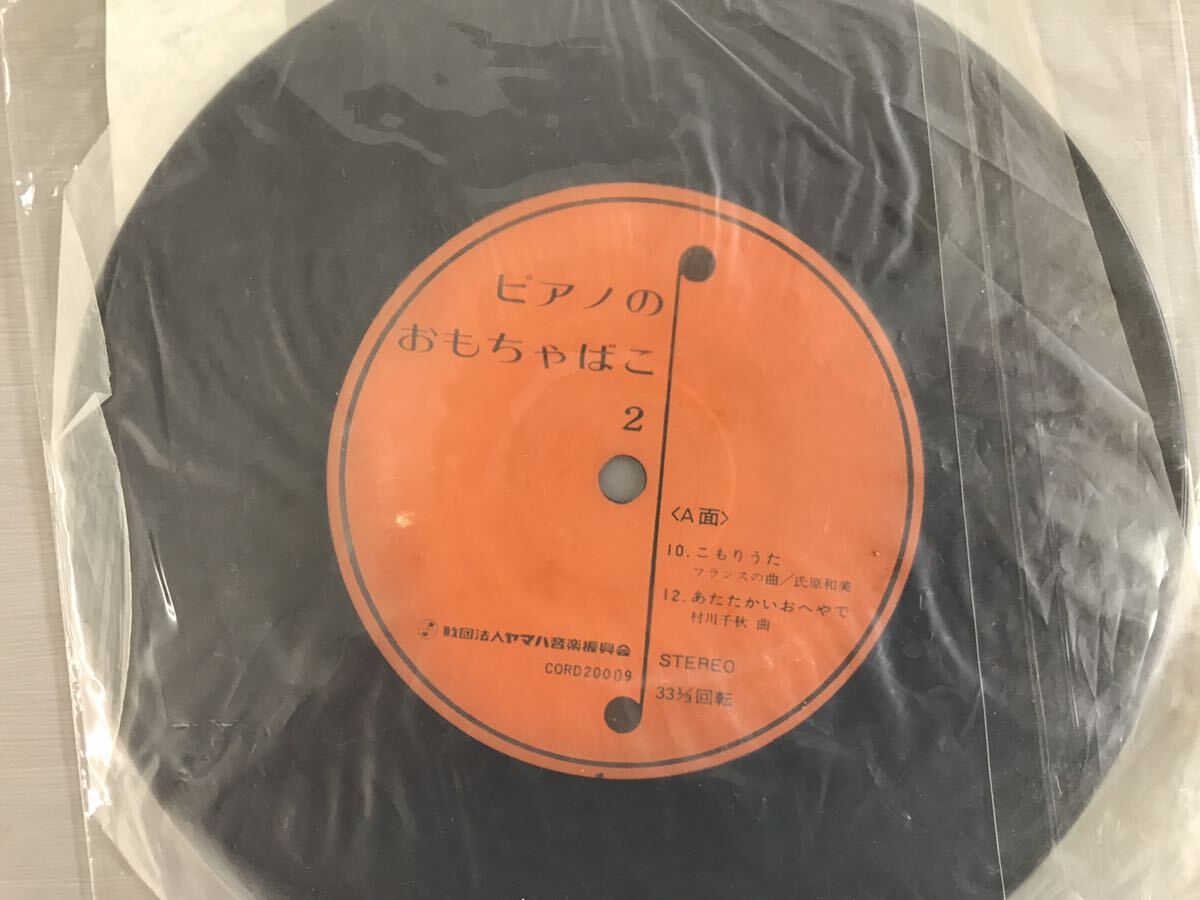 ピアノの
おもちゃばこ
2
〈A面〉
10. こもりうた
フランスの曲／氏原和美
12. あたたかいおへやで
村川千秋 曲
財団法人ヤマハ音楽振興会
CORD20009
STEREO
33⅓回転